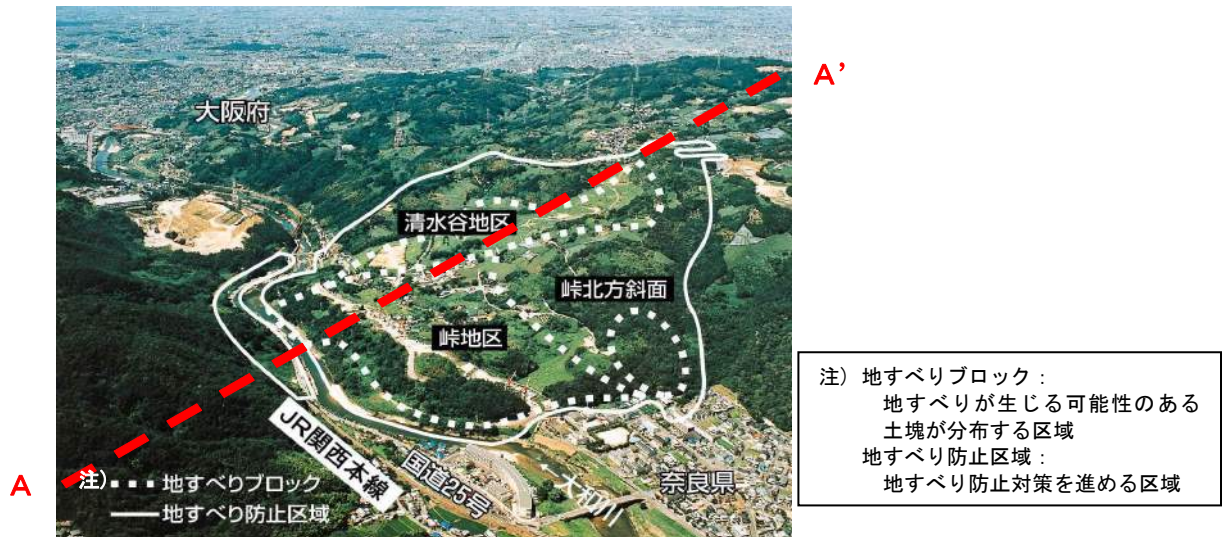 A'
大阪府
清水谷地区
峠北方斜面
峠地区
JR関西本線
国道25号
大和川
奈良県
A
注)
地すべりブロック
地すべり防止区域
注) 地すべりブロック：
地すべりが生じる可能性のある
土塊が分布する区域
地すべり防止区域：
地すべり防止対策を進める区域